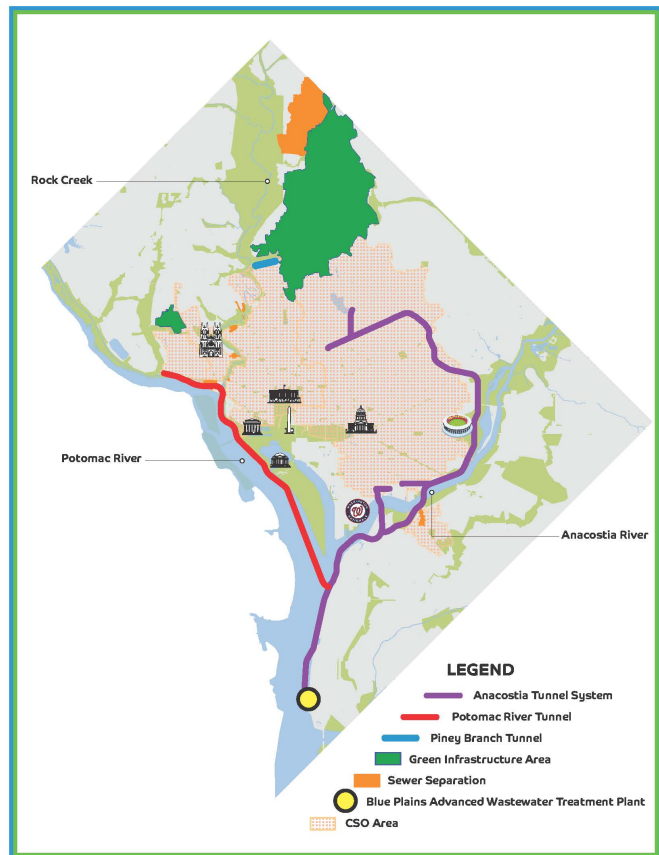 Rock Creek
Potomac River
W
Anacostia River
LEGEND
Anacostia Tunnel System
Potomac River Tunnel
Piney Branch Tunnel
Green Infrastructure Area
Sewer Separation
Blue Plains Advanced Wastewater Treatment Plant
CSO Area